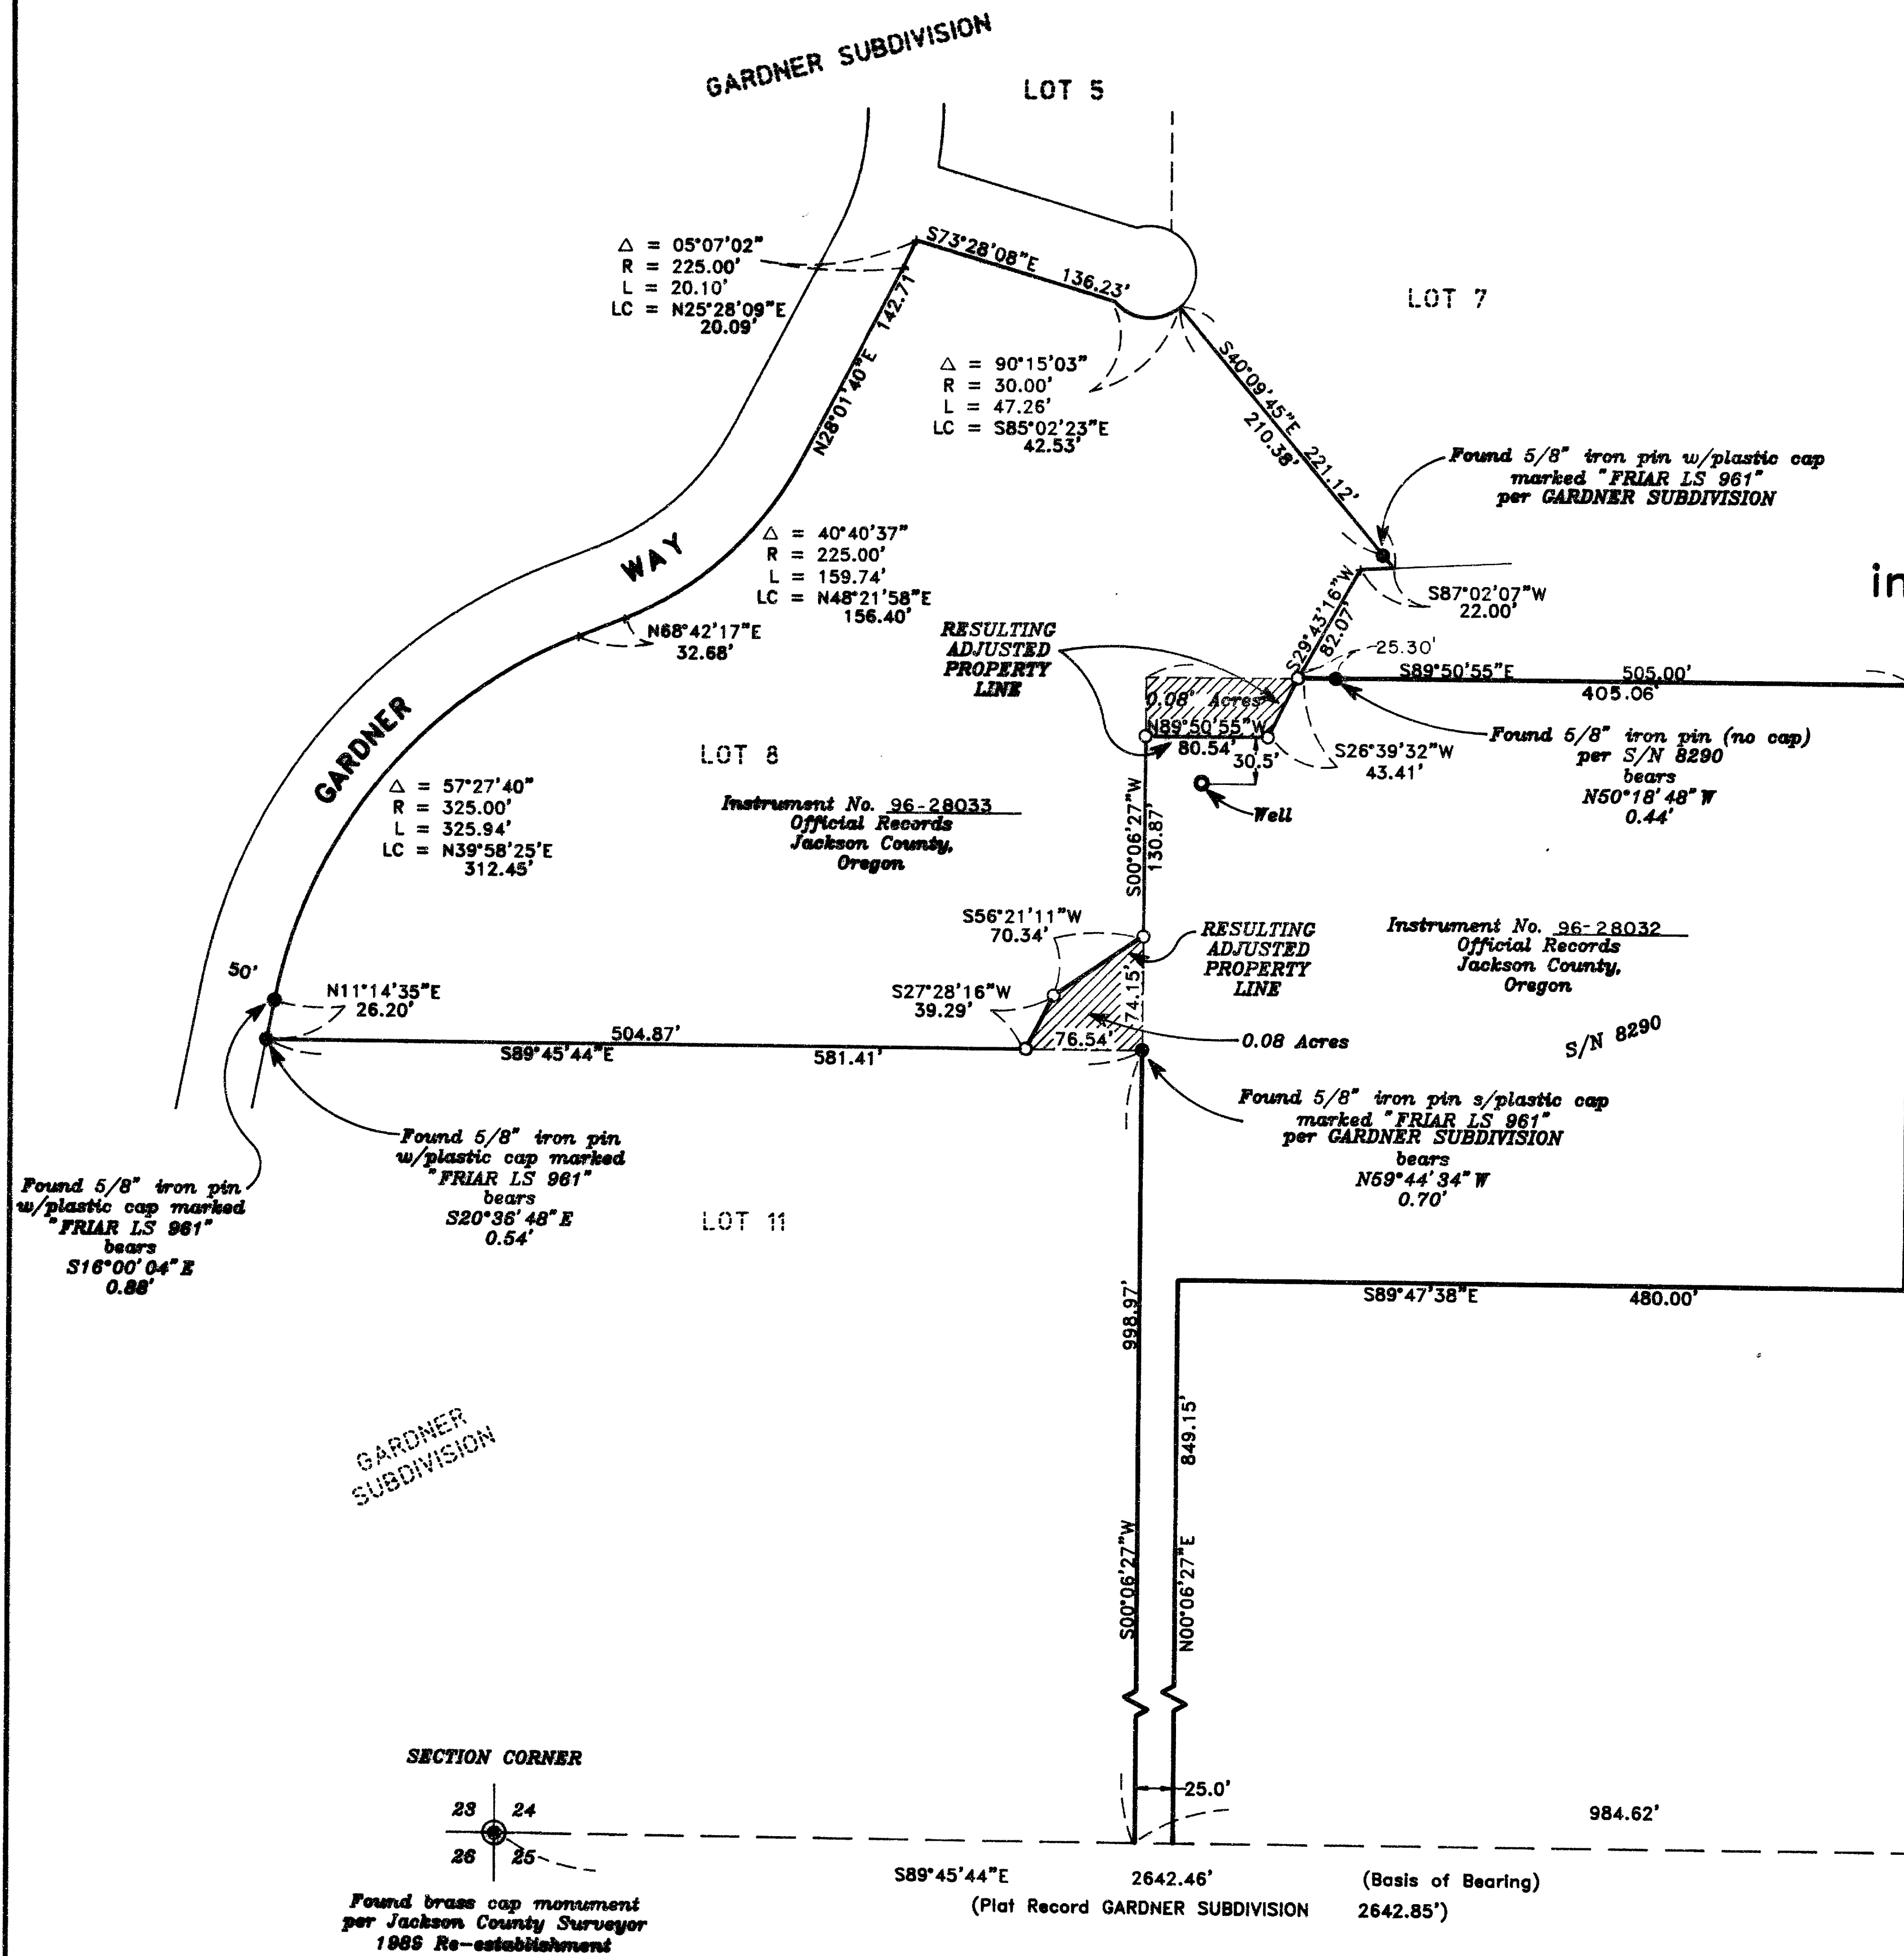 GARDNER SUBDIVISION
LOT 5
Δ = 05°07'02"
R = 225.00'
L = 20.10'
LC = N25°28'09"E
20.09'
S73°28'08"E 136.23'
LOT 7
N28°01'40"E 142.71'
Δ = 90°15'03"
R = 30.00'
L = 47.26'
LC = S85°02'23"E
42.53'
S40°09'45"E 221.12'
210.38'
Found 5/8" iron pin w/plastic cap
marked "FRIAR LS 961"
per GARDNER SUBDIVISION
in
WAY
Δ = 40°40'37"
R = 225.00'
L = 159.74'
LC = N48°21'58"E
156.40'
N68°42'17"E
32.68'
S87°02'07"W
22.00'
S29°43'16"W
82.07'
RESULTING
ADJUSTED
PROPERTY
LINE
25.30'
S89°50'55"E 505.00'
405.06'
0.08' Acres
N89°50'55"W
80.54'
30.5'
S26°39'32"W
43.41'
Found 5/8" iron pin (no cap)
per S/N 8290
bears
N50°18'48"W
0.44'
Well
GARDNER
LOT 8
Δ = 57°27'40"
R = 325.00'
L = 325.94'
LC = N39°58'25'E
312.45'
Instrument No. 96-28033
Official Records
Jackson County,
Oregon
S00°06'27"W
130.87'
S56°21'11"W
70.34'
RESULTING
ADJUSTED
PROPERTY
LINE
Instrument No. 96-28032
Official Records
Jackson County,
Oregon
50'
N11°14'35"E
26.20'
S27°28'16"W
39.29'
74.15'
504.87'
S89°45'44"E 581.41'
76.54'
0.08 Acres
S/N 8290
Found 5/8" iron pin s/plastic cap
marked "FRIAR LS 961"
per GARDNER SUBDIVISION
bears
N59°44'34"W
0.70'
Found 5/8" iron pin
w/plastic cap marked
"FRIAR LS 961"
bears
S20°36'48"E
0.54'
Found 5/8" iron pin
w/plastic cap marked
"FRIAR LS 961"
bears
S16°00'04"E
0.88'
LOT 11
S89°47'38"E 480.00'
998.97'
849.15'
GARDNER
SUBDIVISION
S00°06'27"W
N00°06'27"E
SECTION CORNER
23 24
26 25
25.0'
984.62'
Found brass cap monument
per Jackson County Surveyor
Re-establishment
S89°45'44"E 2642.46' (Basis of Bearing)
(Plat Record GARDNER SUBDIVISION 2642.85')